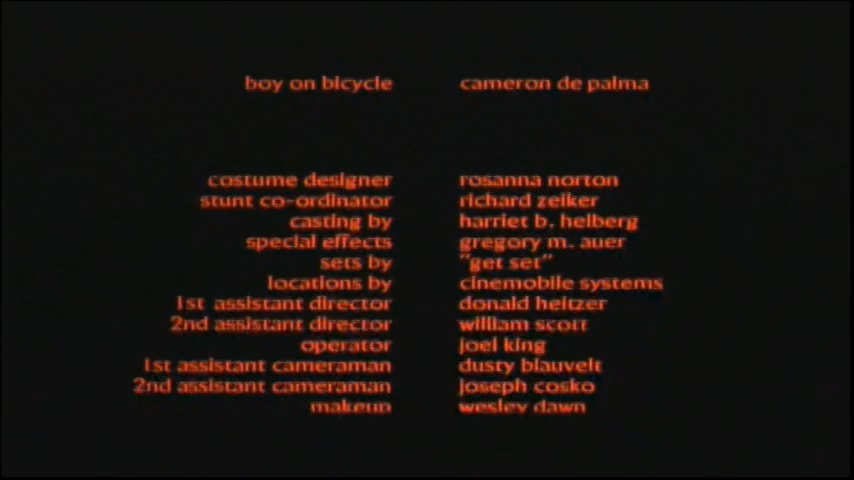 boy on bicycle cameron de palma
costume designer rosanna norton
stunt co-ordinator richard zeiker
casting by harriet b. helberg
special effects gregory m. auer
sets by "get set"
locations by cinemobile systems
1st assistant director donald heitzer
2nd assistant director william scott
operator joel king
1st assistant cameraman dusty blauvelt
2nd assistant cameraman joseph cosko
makeup wesley dawn